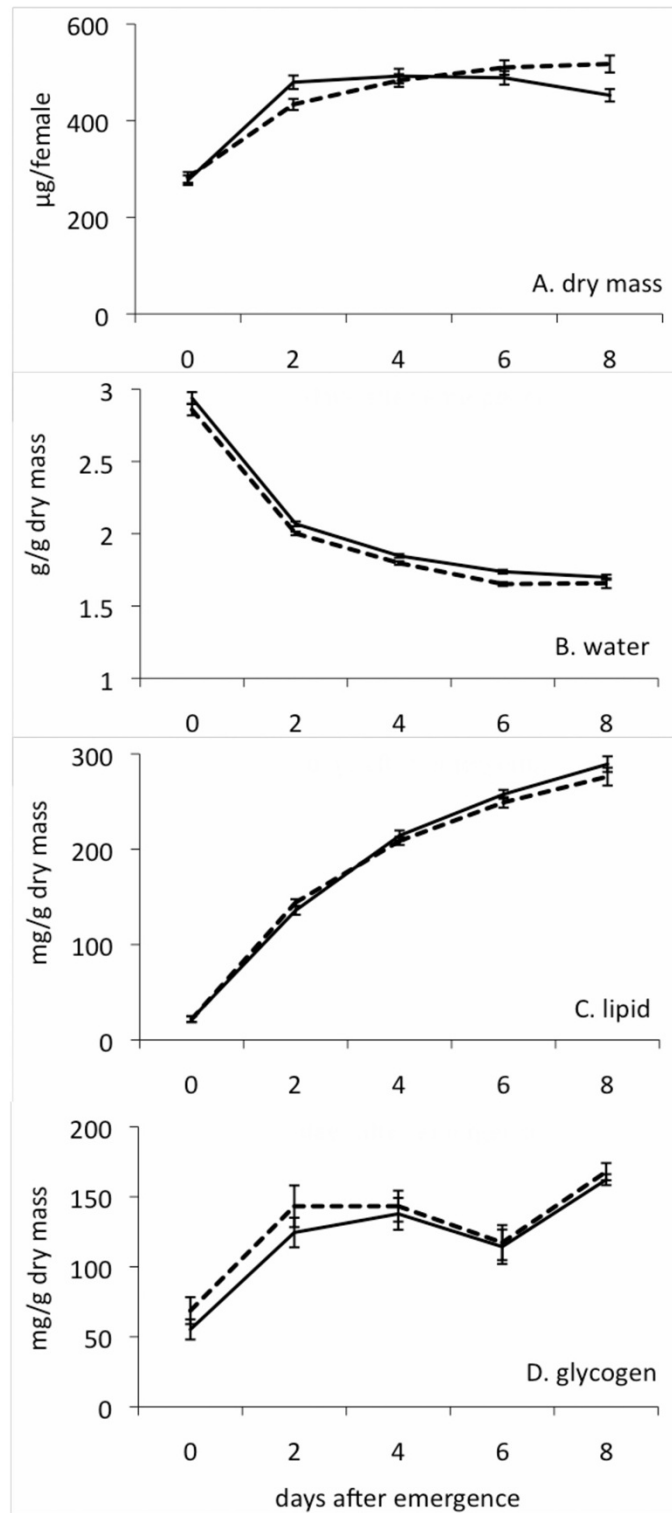 600
400
200
0
µg/female
A. dry mass
0 2 4 6 8
3
2.5
2
1.5
1
g/g dry mass
B. water
0 2 4 6 8
300
200
100
0
mg/g dry mass
C. lipid
0 2 4 6 8
200
150
100
50
0
mg/g dry mass
D. glycogen
0 2 4 6 8
days after emergence